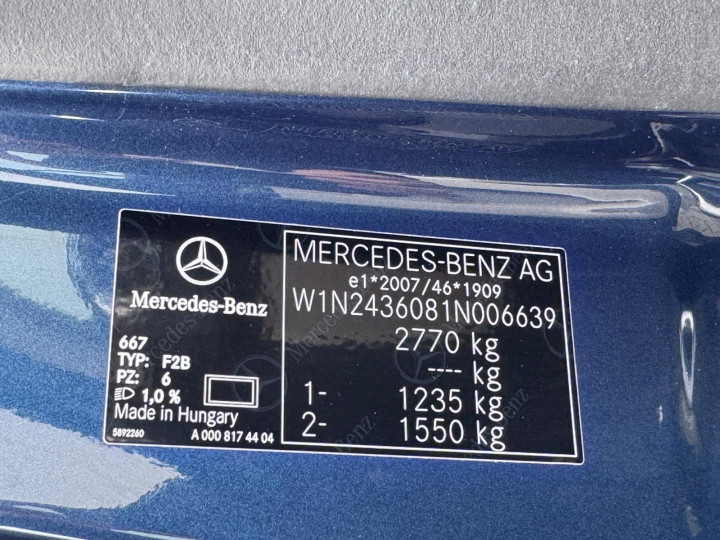 Mercedes-Benz
667
TYP: F2B
PZ: 6
1,0 %
Made in Hungary
5892260 A 000 817 44 04
MERCEDES-BENZ AG
e1*2007/46*1909
W1N2436081N006639
2770 kg
---- kg
1- 1235 kg
2- 1550 kg